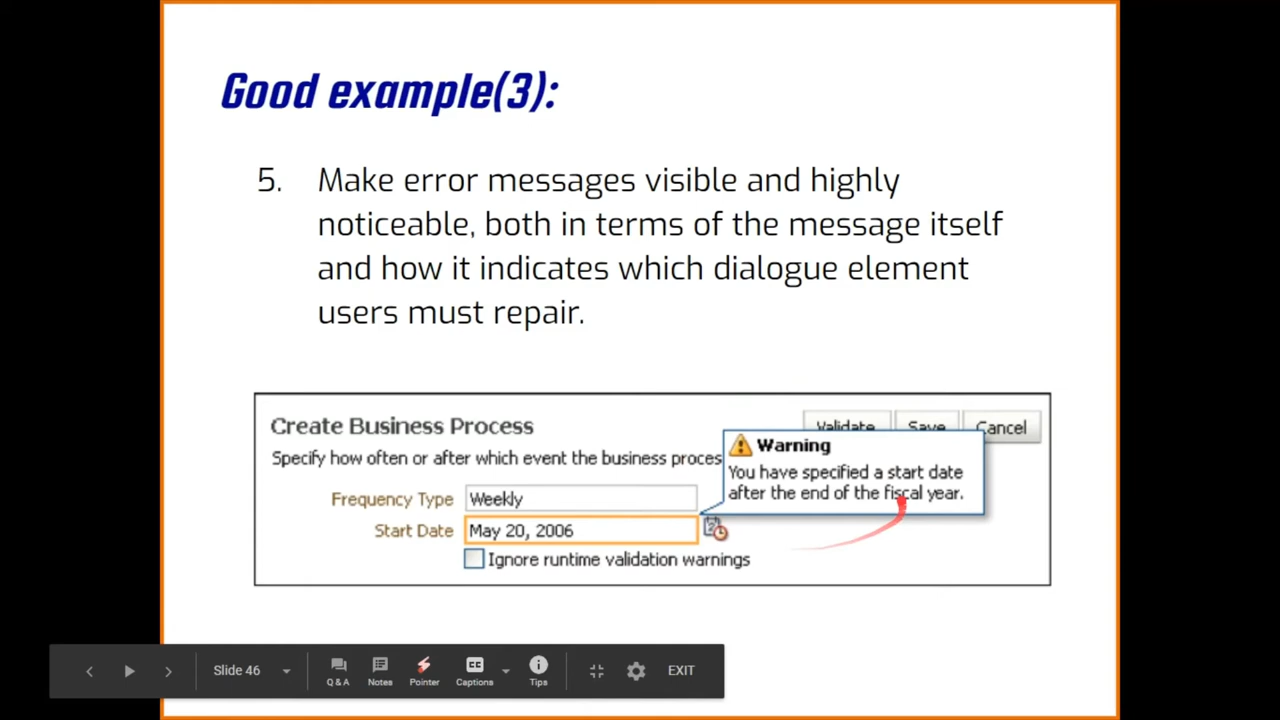 Good example(3):
5. Make error messages visible and highly
noticeable, both in terms of the message itself
and how it indicates which dialogue element
users must repair.
Create Business Process
Validate Save Cancel
Specify how often or after which event the business proces
Warning
You have specified a start date
after the end of the fiscal year.
Frequency Type Weekly
Start Date May 20, 2006
Ignore runtime validation warnings
Slide 46
Q & A Notes Pointer CC Captions Tips EXIT